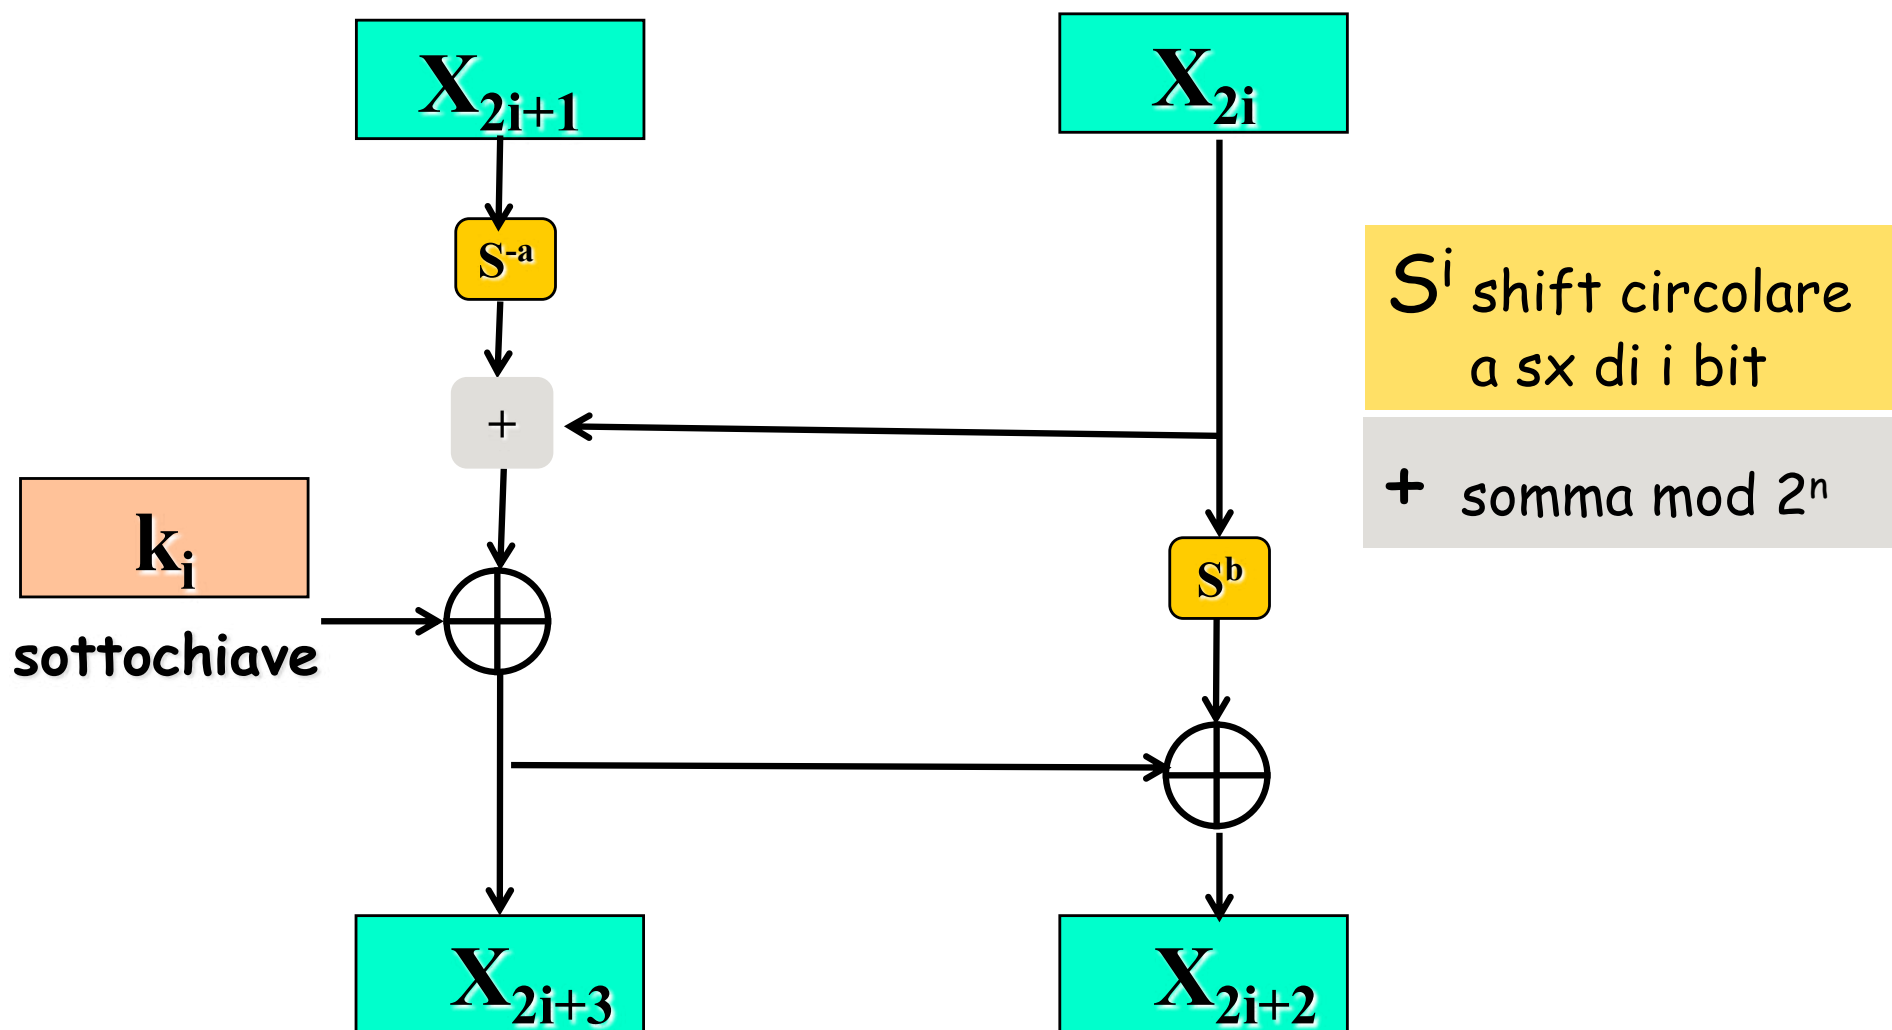 X₂ᵢ₊₁
X₂ᵢ
S⁻ᵃ
Sⁱ shift circolare
a sx di i bit
+
+ somma mod 2ⁿ
kᵢ
sottochiave
Sᵇ
X₂ᵢ₊₃
X₂ᵢ₊₂